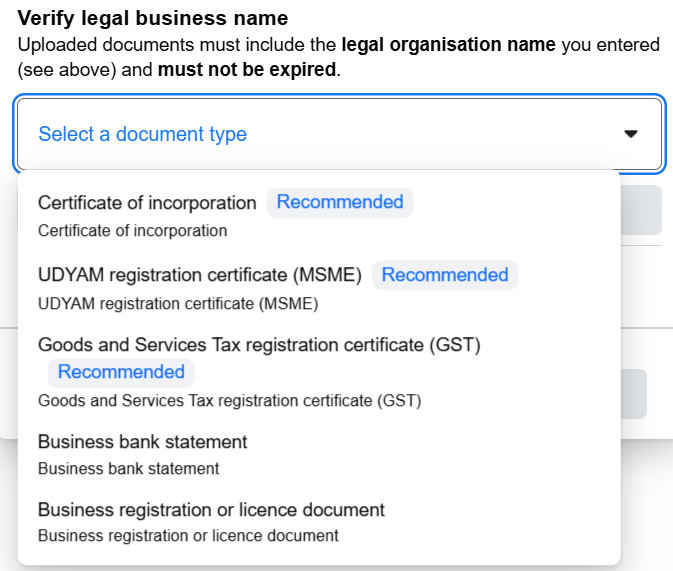 Verify legal business name
Uploaded documents must include the legal organisation name you entered
(see above) and must not be expired.
Select a document type
Certificate of incorporation Recommended
Certificate of incorporation
UDYAM registration certificate (MSME) Recommended
UDYAM registration certificate (MSME)
Goods and Services Tax registration certificate (GST)
Recommended
Goods and Services Tax registration certificate (GST)
Business bank statement
Business bank statement
Business registration or licence document
Business registration or licence document